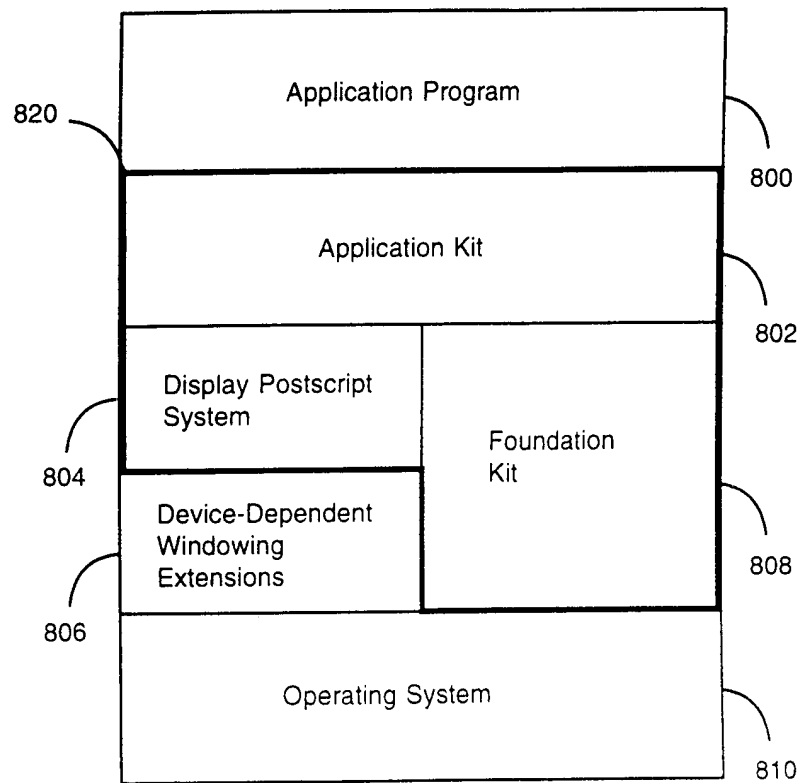 Application Program
820
800
Application Kit
802
Display Postscript
System
Foundation
Kit
804
Device-Dependent
Windowing
Extensions
808
806
Operating System
810